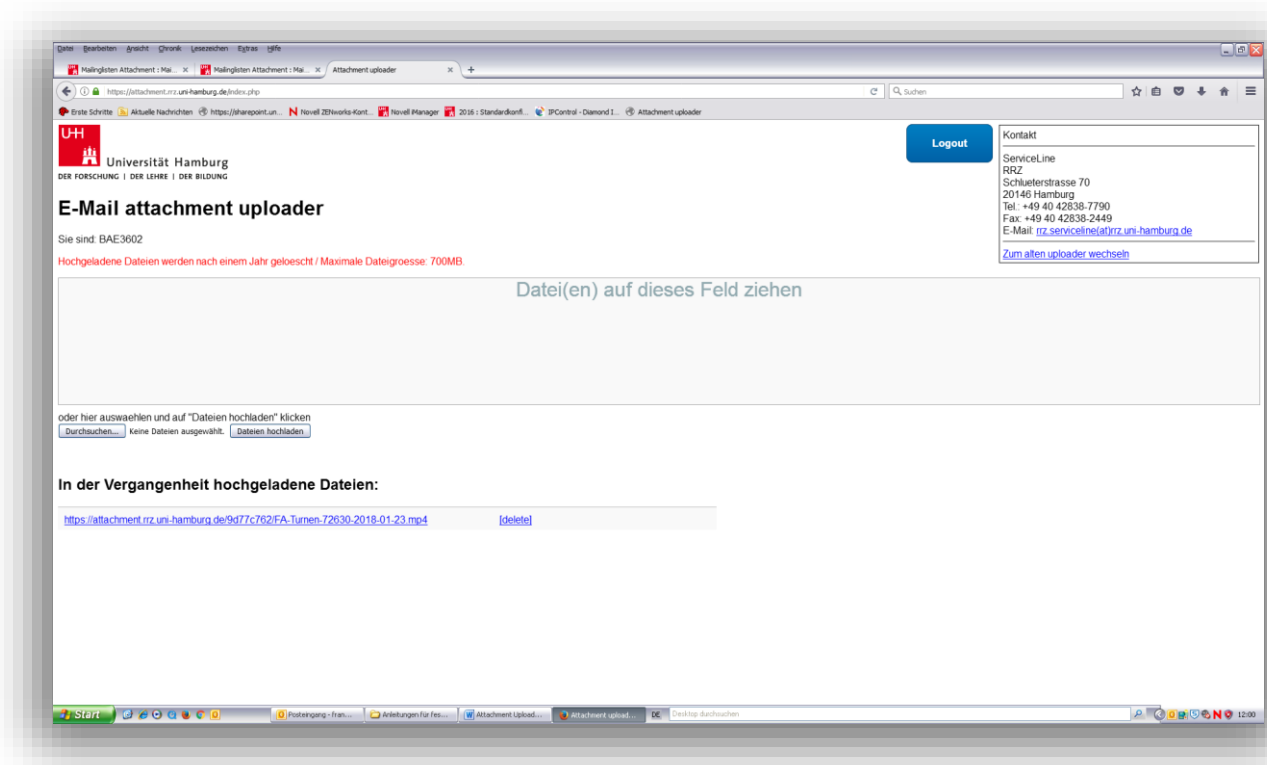 Datei Bearbeiten Ansicht Chronik Lesezeichen Extras Hilfe
Mailinglisten Attachment : Mai... Mailinglisten Attachment : Mai... Attachment uploader
https://attachment.rrz.uni-hamburg.de/index.php Suchen
Erste Schritte Aktuelle Nachrichten https://sharepoint.un... Novell ZENworks-Kont... Novell iManager 2016 : Standardkonfi... IPControl - Diamond I... Attachment uploader
UH
Universität Hamburg
DER FORSCHUNG | DER LEHRE | DER BILDUNG
Logout
Kontakt
ServiceLine
RRZ
Schlueterstrasse 70
20146 Hamburg
Tel.: +49 40 42838-7790
Fax: +49 40 42838-2449
E-Mail: rrz.serviceline(at)rrz.uni-hamburg.de
Zum alten uploader wechseln
E-Mail attachment uploader
Sie sind: BAE3602
Hochgeladene Dateien werden nach einem Jahr geloescht / Maximale Dateigroesse: 700MB.
Datei(en) auf dieses Feld ziehen
oder hier auswaehlen und auf "Dateien hochladen" klicken
Durchsuchen... Keine Dateien ausgewählt. Dateien hochladen
In der Vergangenheit hochgeladene Dateien:
https://attachment.rrz.uni-hamburg.de/9d77c762/FA-Turnen-72630-2018-01-23.mp4 [delete]
Start Posteingang - fran... Anleitungen für fes... Attachment Upload... Attachment upload... DE Desktop durchsuchen 12:00